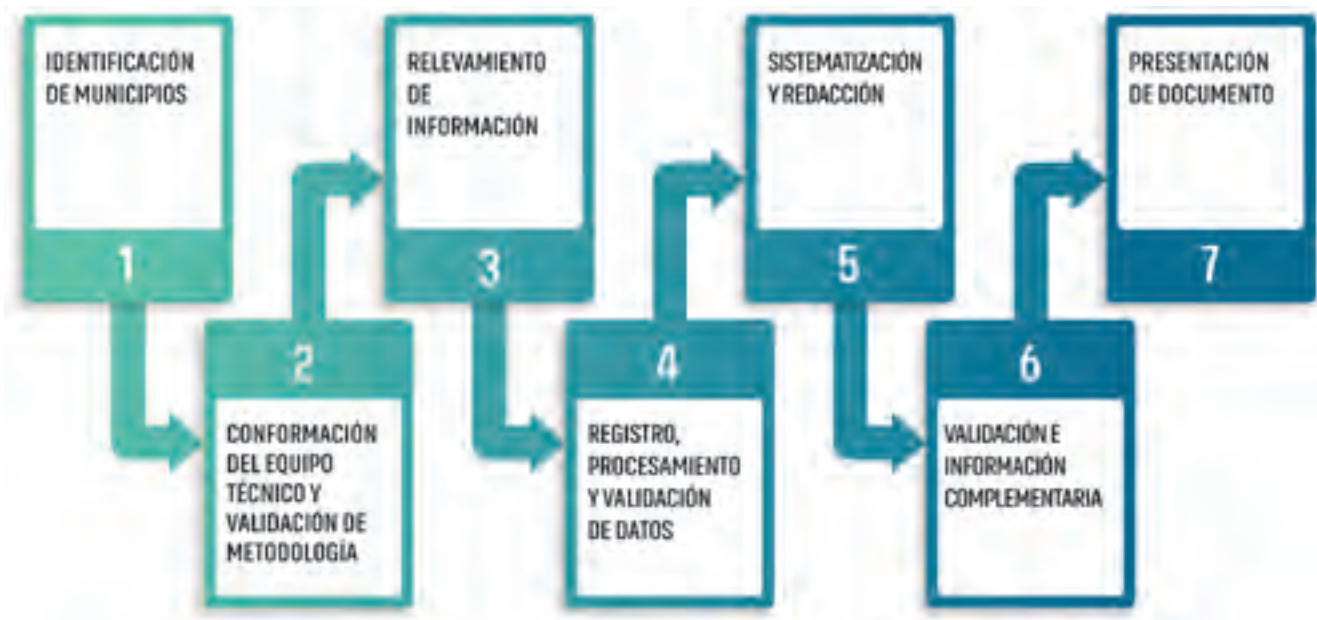 IDENTIFICACIÓN
DE MUNICIPIOS
1
2
CONFORMACIÓN
DEL EQUIPO
TÉCNICO Y
VALIDACIÓN DE
METODOLOGÍA
RELEVAMIENTO
DE
INFORMACIÓN
3
4
REGISTRO,
PROCESAMIENTO
Y VALIDACIÓN
DE DATOS
SISTEMATIZACIÓN
Y REDACCIÓN
5
6
VALIDACIÓN E
INFORMACIÓN
COMPLEMENTARIA
PRESENTACIÓN
DE DOCUMENTO
7